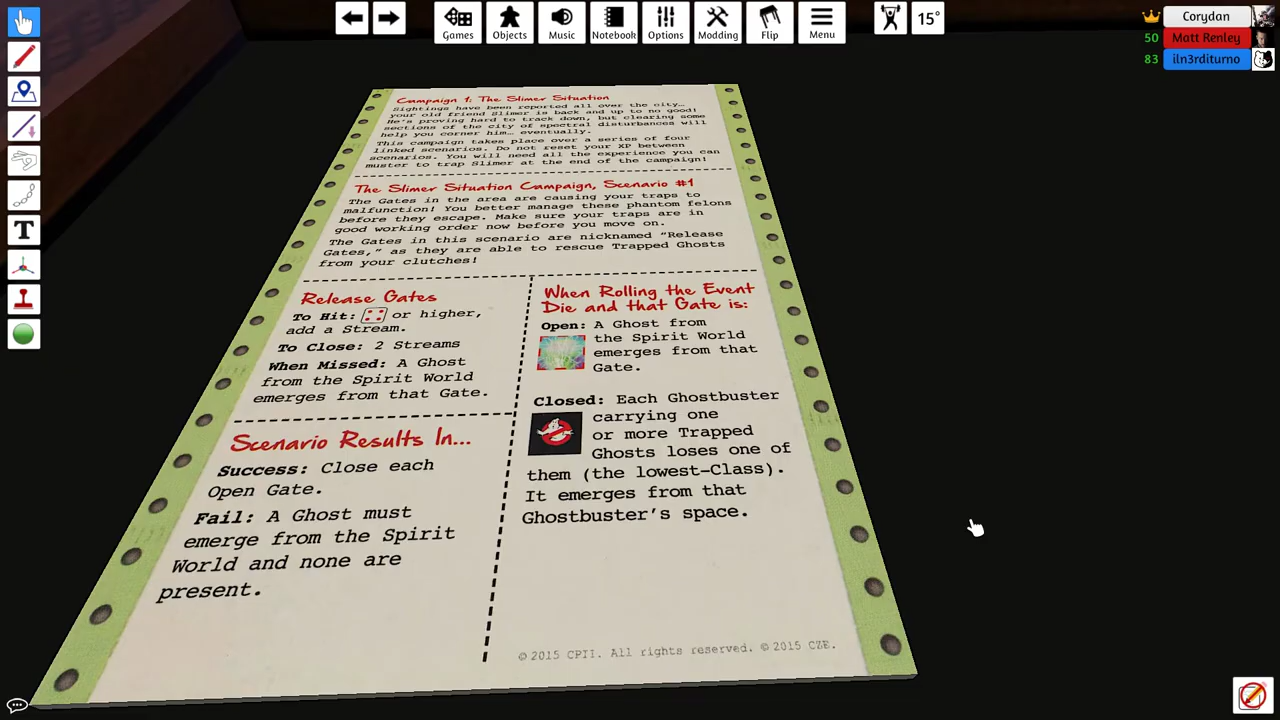 Games
Objects
Music
Notebook
Options
Modding
Flip
Menu
15°
Corydan
50 Matt Renley
83 iln3rditurno
T
Campaign 1: The Slimer Situation
Sightings have been reported all over the city…
your old friend Slimer is back and up to no good!
He's proving hard to track down, but clearing some
sections of the city of spectral disturbances will
help you corner him… eventually.
This campaign takes place over a series of four
linked scenarios. Do not reset your XP between
scenarios. You will need all the experience you can
muster to trap Slimer at the end of the campaign!
The Slimer Situation Campaign, Scenario #1
The Gates in the area are causing your traps to
malfunction! You better manage these phantom felons
before they escape. Make sure your traps are in
good working order now before you move on.
The Gates in this scenario are nicknamed "Release
Gates," as they are able to rescue Trapped Ghosts
from your clutches!
Release Gates
To Hit: or higher,
add a Stream.
To Close: 2 Streams
When Missed: A Ghost
from the Spirit World
emerges from that Gate.
Scenario Results In...
Success: Close each
Open Gate.
Fail: A Ghost must
emerge from the Spirit
World and none are
present.
When Rolling the Event
Die and that Gate is:
Open: A Ghost from
the Spirit World
emerges from that
Gate.
Closed: Each Ghostbuster
carrying one
or more Trapped
Ghosts loses one of
them (the lowest-Class).
It emerges from that
Ghostbuster's space.
© 2015 CPII. All rights reserved. © 2015 CZE.